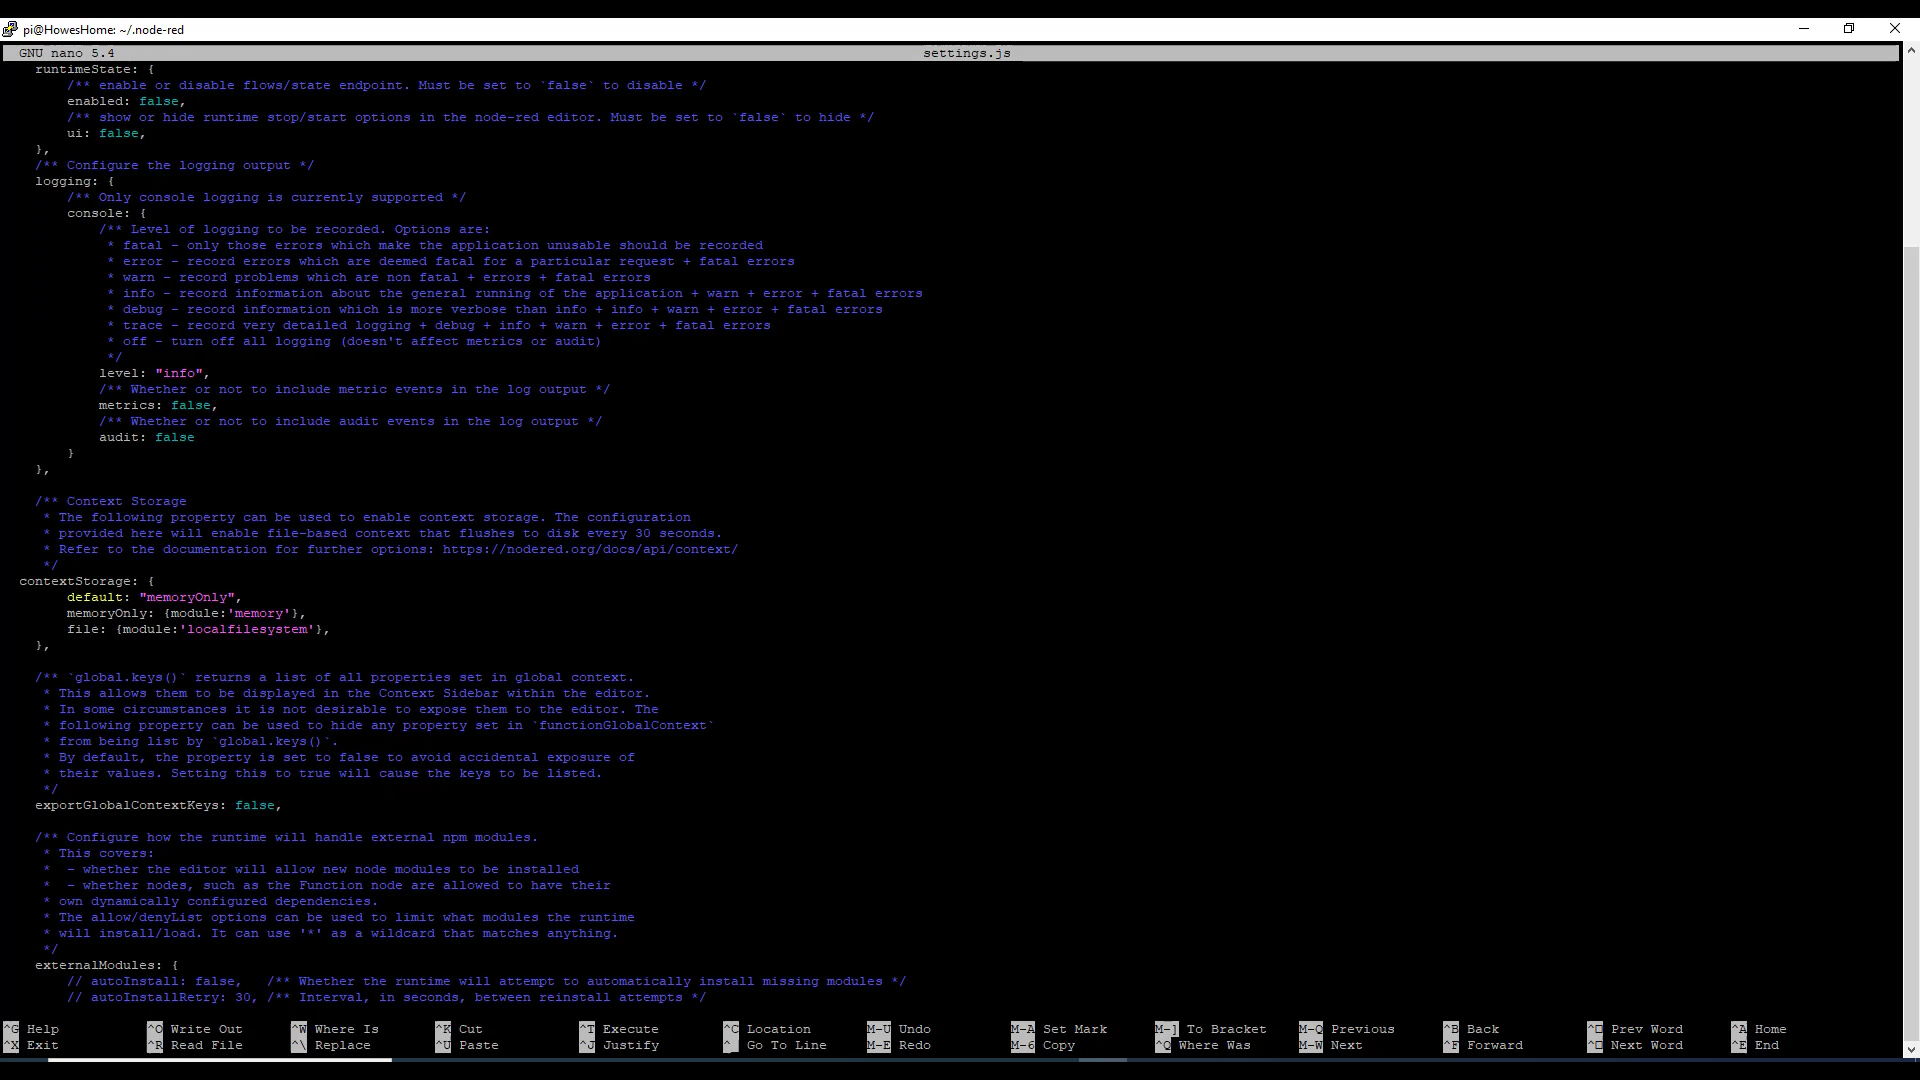 pi@HowesHome: ~/.node-red
GNU nano 5.4 settings.js
runtimeState: {
/** enable or disable flows/state endpoint. Must be set to `false` to disable */
enabled: false,
/** show or hide runtime stop/start options in the node-red editor. Must be set to `false` to hide */
ui: false,
},
/** Configure the logging output */
logging: {
/** Only console logging is currently supported */
console: {
/** Level of logging to be recorded. Options are:
* fatal - only those errors which make the application unusable should be recorded
* error - record errors which are deemed fatal for a particular request + fatal errors
* warn - record problems which are non fatal + errors + fatal errors
* info - record information about the general running of the application + warn + error + fatal errors
* debug - record information which is more verbose than info + info + warn + error + fatal errors
* trace - record very detailed logging + debug + info + warn + error + fatal errors
* off - turn off all logging (doesn't affect metrics or audit)
*/
level: "info",
/** Whether or not to include metric events in the log output */
metrics: false,
/** Whether or not to include audit events in the log output */
audit: false
}
},
/** Context Storage
* The following property can be used to enable context storage. The configuration
* provided here will enable file-based context that flushes to disk every 30 seconds.
* Refer to the documentation for further options: https://nodered.org/docs/api/context/
*/
contextStorage: {
default: "memoryOnly",
memoryOnly: {module:'memory'},
file: {module:'localfilesystem'},
},
/** `global.keys()` returns a list of all properties set in global context.
* This allows them to be displayed in the Context Sidebar within the editor.
* In some circumstances it is not desirable to expose them to the editor. The
* following property can be used to hide any property set in `functionGlobalContext`
* from being list by `global.keys()`.
* By default, the property is set to false to avoid accidental exposure of
* their values. Setting this to true will cause the keys to be listed.
*/
exportGlobalContextKeys: false,
/** Configure how the runtime will handle external npm modules.
* This covers:
* - whether the editor will allow new node modules to be installed
* - whether nodes, such as the Function node are allowed to have their
* own dynamically configured dependencies.
* The allow/denyList options can be used to limit what modules the runtime
* will install/load. It can use '*' as a wildcard that matches anything.
*/
externalModules: {
// autoInstall: false, /** Whether the runtime will attempt to automatically install missing modules */
// autoInstallRetry: 30, /** Interval, in seconds, between reinstall attempts */
^G Help ^O Write Out ^W Where Is ^K Cut ^T Execute ^C Location M-U Undo M-A Set Mark M-] To Bracket M-Q Previous ^B Back ^□ Prev Word ^A Home
^X Exit ^R Read File ^\ Replace ^U Paste ^J Justify ^_ Go To Line M-E Redo M-6 Copy ^Q Where Was M-W Next ^F Forward ^□ Next Word ^E End